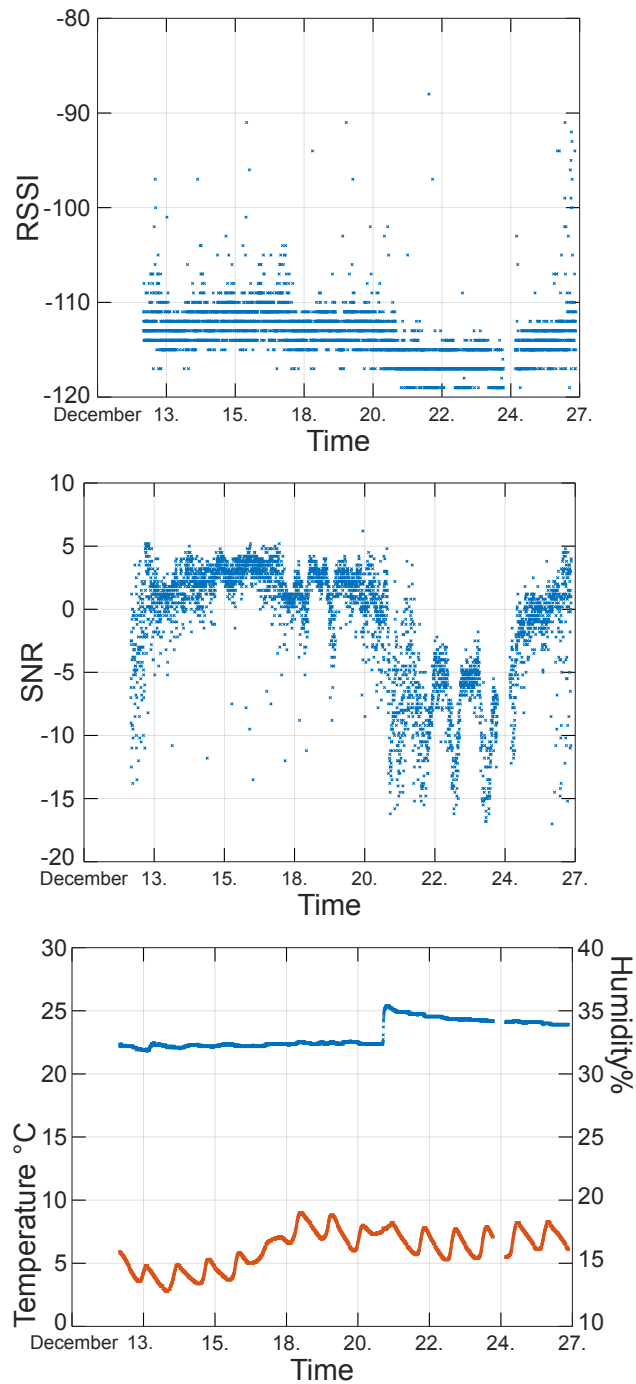 -80
-90
-100
-110
-120
RSSI
December 13. 15. 18. 20. 22. 24. 27.
Time
10
5
0
-5
-10
-15
-20
SNR
December 13. 15. 18. 20. 22. 27.
Time
30 40
25 35
20 30
15 25
10 20
5 15
0 10
Temperature °C
Humidity%
December 13. 15. 18. 20. 22. 24. 27.
Time